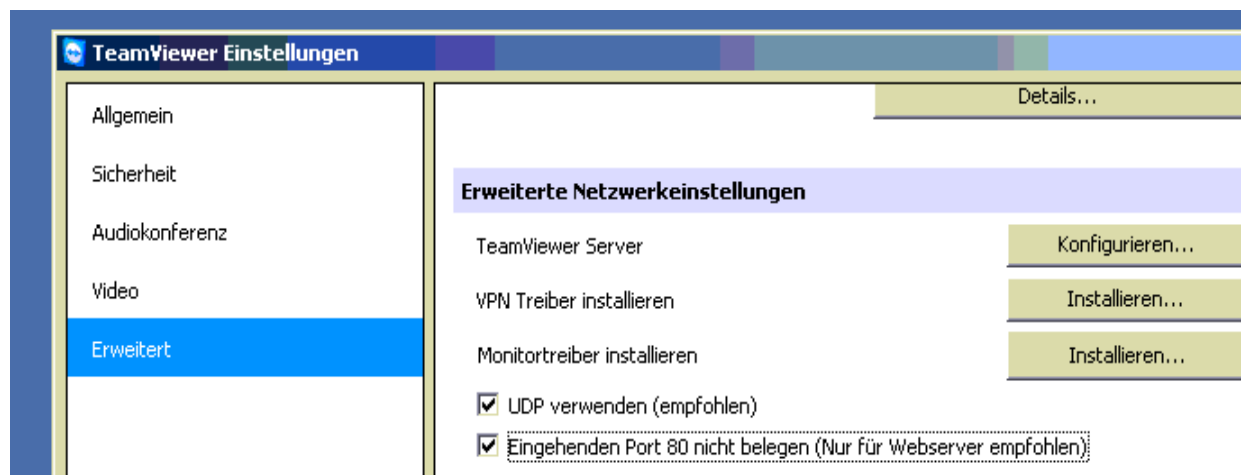 TeamViewer Einstellungen
Allgemein
Sicherheit
Audiokonferenz
Video
Erweitert
Details...
Erweiterte Netzwerkeinstellungen
TeamViewer Server Konfigurieren...
VPN Treiber installieren Installieren...
Monitortreiber installieren Installieren...
UDP verwenden (empfohlen)
Eingehenden Port 80 nicht belegen (Nur für Webserver empfohlen)